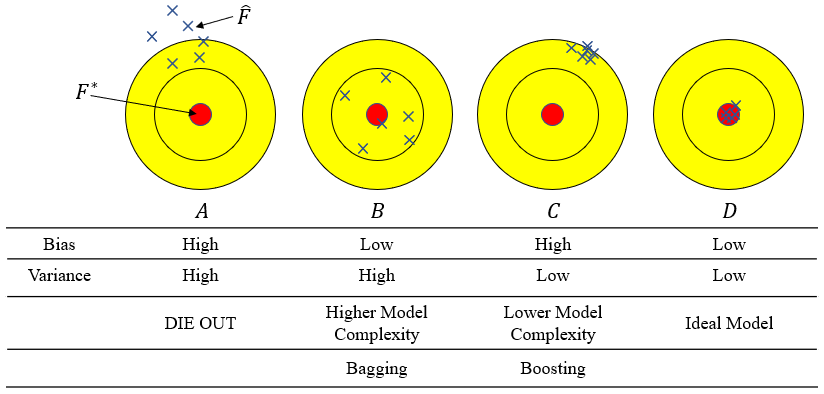 F̂
F*
A B C D
Bias High Low High Low
Variance High High Low Low
DIE OUT Higher Model Complexity Lower Model Complexity Ideal Model
Bagging Boosting